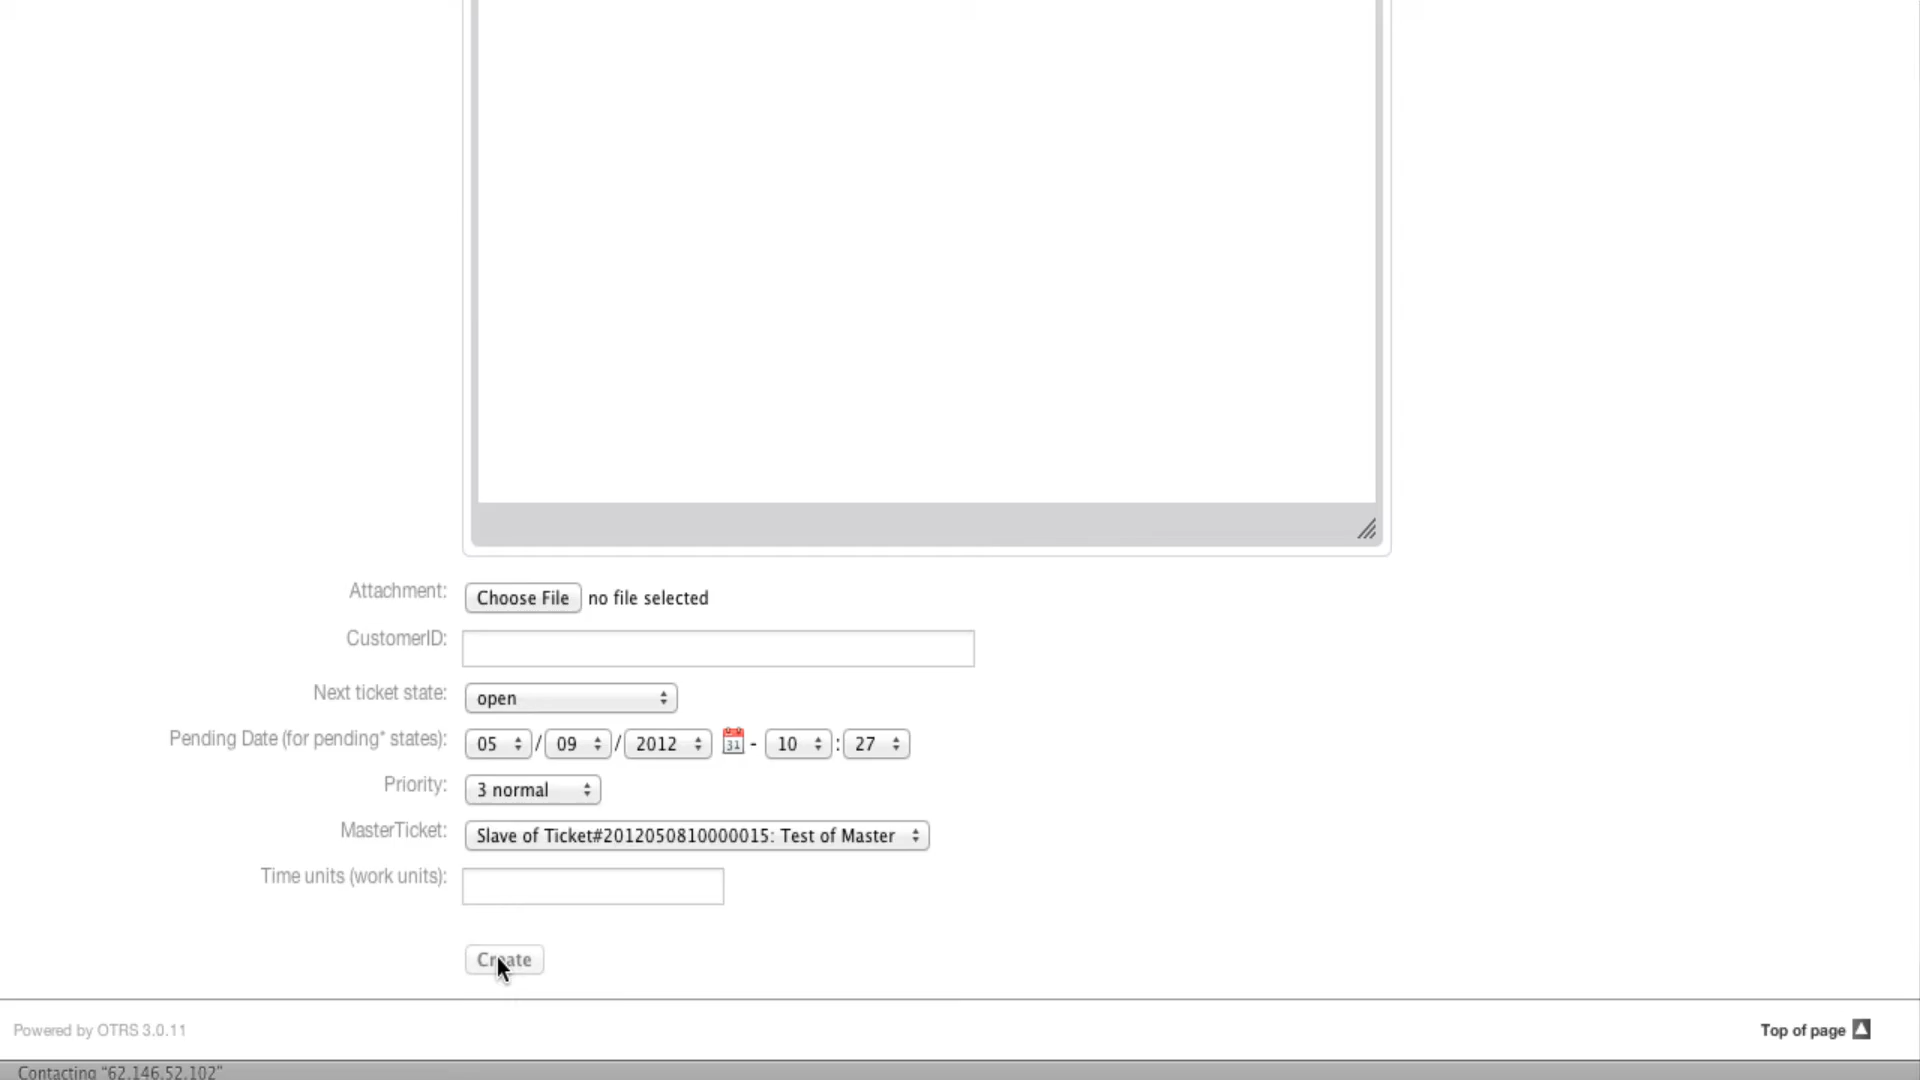 Attachment: Choose File no file selected
CustomerID:
Next ticket state: open
Pending Date (for pending* states): 05 / 09 / 2012 31 - 10 : 27
Priority: 3 normal
MasterTicket: Slave of Ticket#2012050810000015: Test of Master
Time units (work units):
Create
Powered by OTRS 3.0.11 Top of page
Contacting "62.146.52.102"